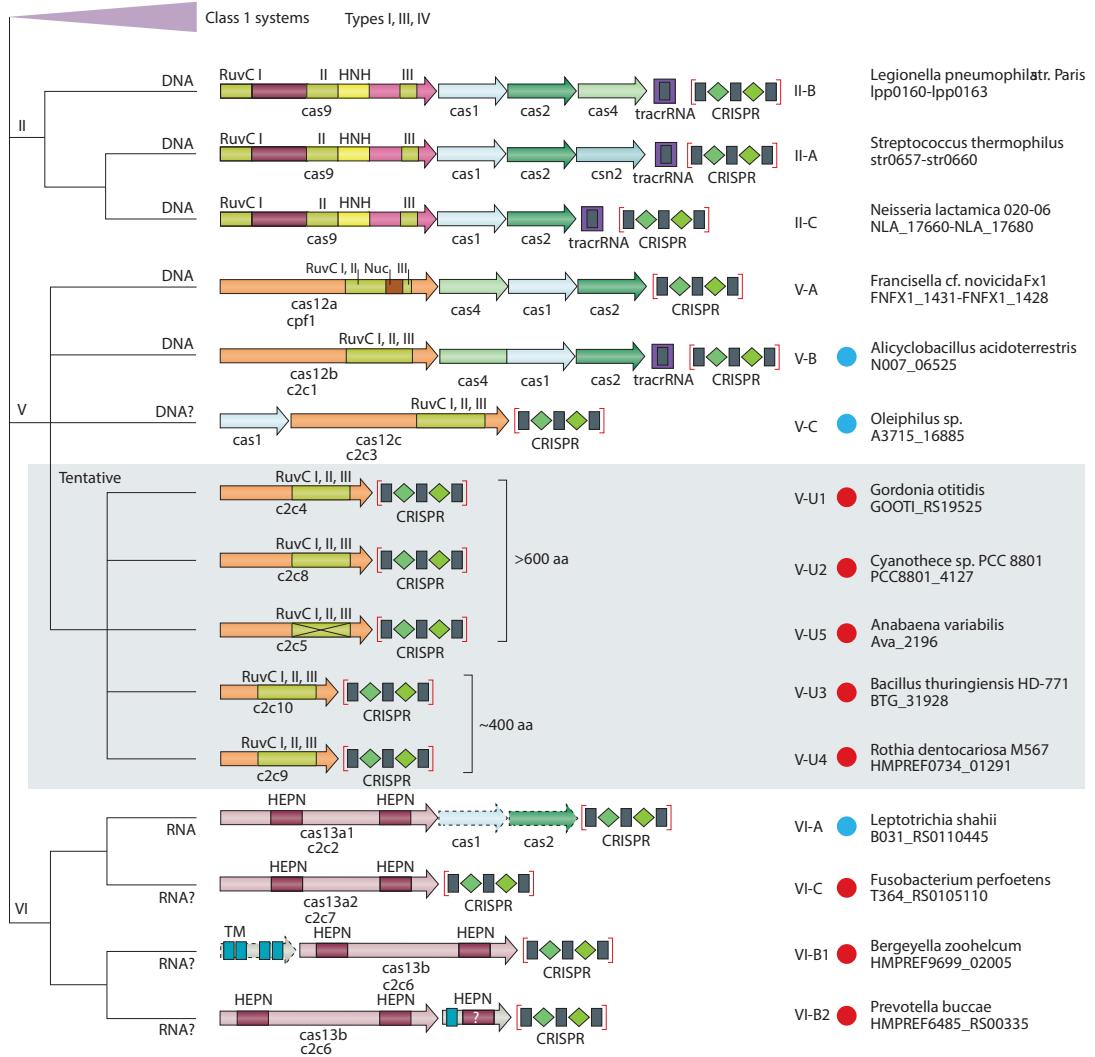 Class 1 systems Types I, III, IV
DNA RuvC I II HNH III
cas9 cas1 cas2 cas4 tracrRNA CRISPR
II-B Legionella pneumophilatr. Paris
lpp0160-lpp0163
II
DNA RuvC I II HNH III
cas9 cas1 cas2 csn2 tracrRNA CRISPR
II-A Streptococcus thermophilus
str0657-str0660
DNA RuvC I II HNH III
cas9 cas1 cas2 tracrRNA CRISPR
II-C Neisseria lactamica 020-06
NLA_17660-NLA_17680
DNA RuvC I, II Nuc III
cas12a cas4 cas1 cas2 CRISPR
cpf1
V-A Francisella cf. novicidaFx1
FNFX1_1431-FNFX1_1428
DNA RuvC I, II, III
cas12b cas4 cas1 cas2 tracrRNA CRISPR
c2c1
V-B Alicyclobacillus acidoterrestris
N007_06525
V
DNA? RuvC I, II, III
cas1 cas12c CRISPR
c2c3
V-C Oleiphilus sp.
A3715_16885
Tentative
RuvC I, II, III
c2c4 CRISPR
V-U1 Gordonia otitidis
GOOTI_RS19525
>600 aa
RuvC I, II, III
c2c8 CRISPR
V-U2 Cyanothece sp. PCC 8801
PCC8801_4127
RuvC I, II, III
c2c5 CRISPR
V-U5 Anabaena variabilis
Ava_2196
RuvC I, II, III
c2c10 CRISPR
V-U3 Bacillus thuringiensis HD-771
BTG_31928
~400 aa
RuvC I, II, III
c2c9 CRISPR
V-U4 Rothia dentocariosa M567
HMPREF0734_01291
RNA HEPN HEPN
cas13a1 cas1 cas2 CRISPR
c2c2
VI-A Leptotrichia shahii
B031_RS0110445
RNA? HEPN HEPN
cas13a2 CRISPR
c2c7
VI-C Fusobacterium perfoetens
T364_RS0105110
VI
RNA? TM HEPN HEPN
cas13b CRISPR
c2c6
VI-B1 Bergeyella zoohelcum
HMPREF9699_02005
RNA? HEPN HEPN HEPN
?
cas13b CRISPR
c2c6
VI-B2 Prevotella buccae
HMPREF6485_RS00335